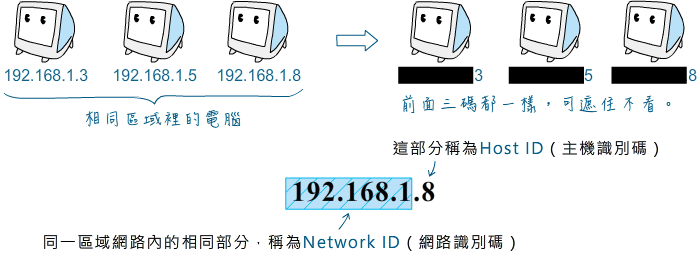 192.168.1.3 192.168.1.5 192.168.1.8 3 5 8
相同區域裡的電腦 前面三碼都一樣，可遮住不看。
這部分稱為Host ID（主機識別碼）
192.168.1.8
同一區域網路內的相同部分，稱為Network ID（網路識別碼）